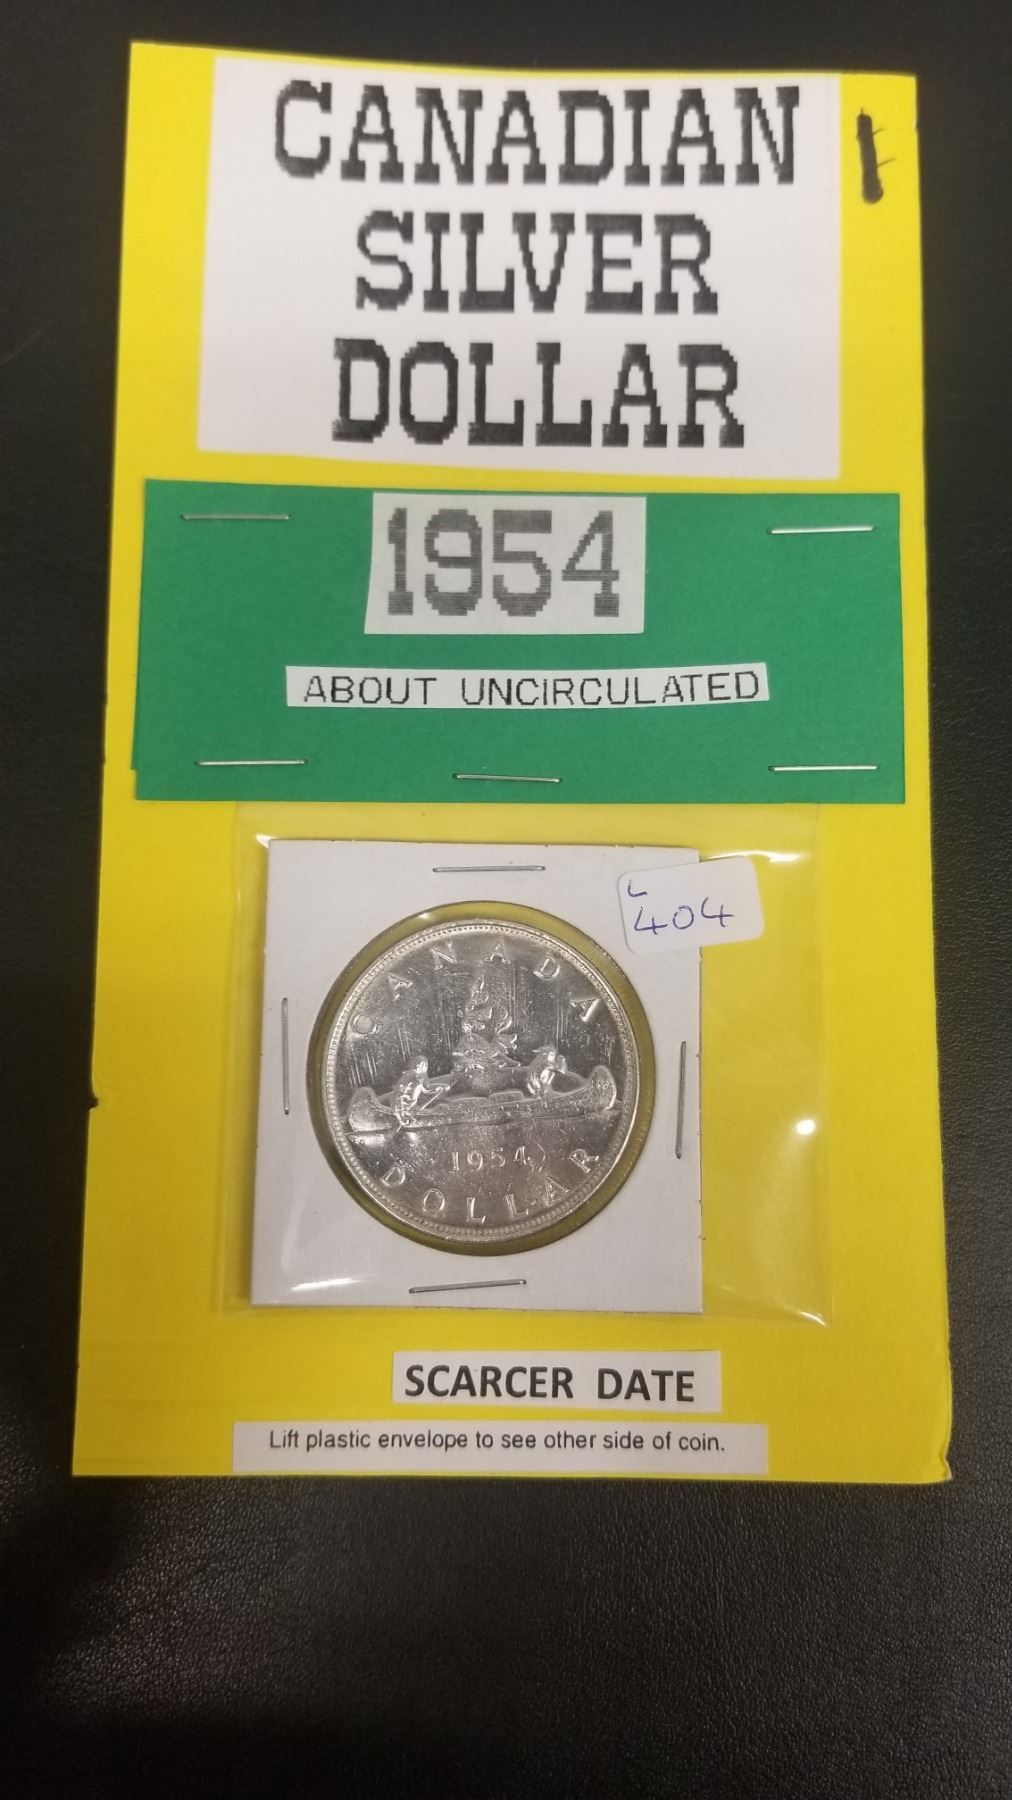 CANADIAN
SILVER
DOLLAR
1954
ABOUT UNCIRCULATED
L
404
CANADA
1954
DOLLAR
SCARCER DATE
Lift plastic envelope to see other side of coin.